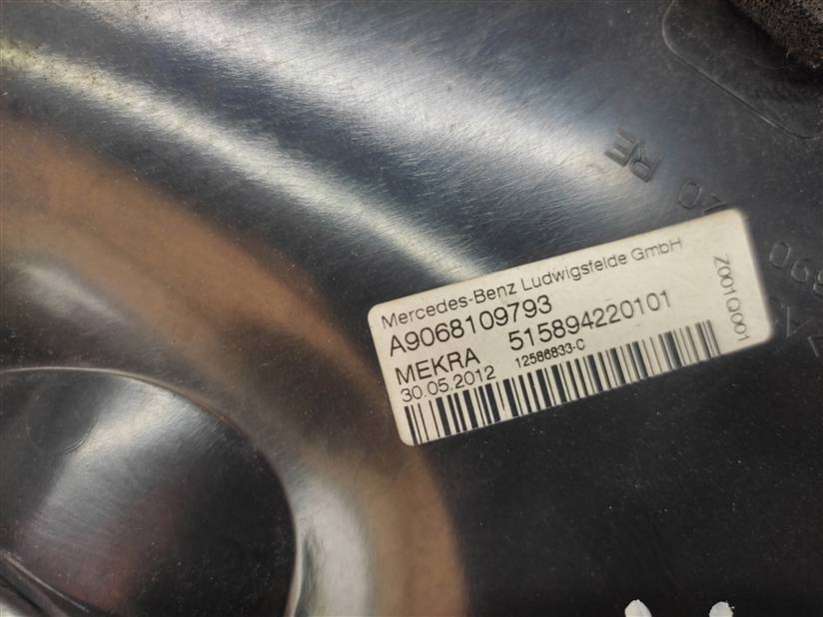 Mercedes-Benz Ludwigsfelde GmbH
A9068109793
MEKRA 515894220101
30.05.2012 12586833-C
Z001Q001
RE